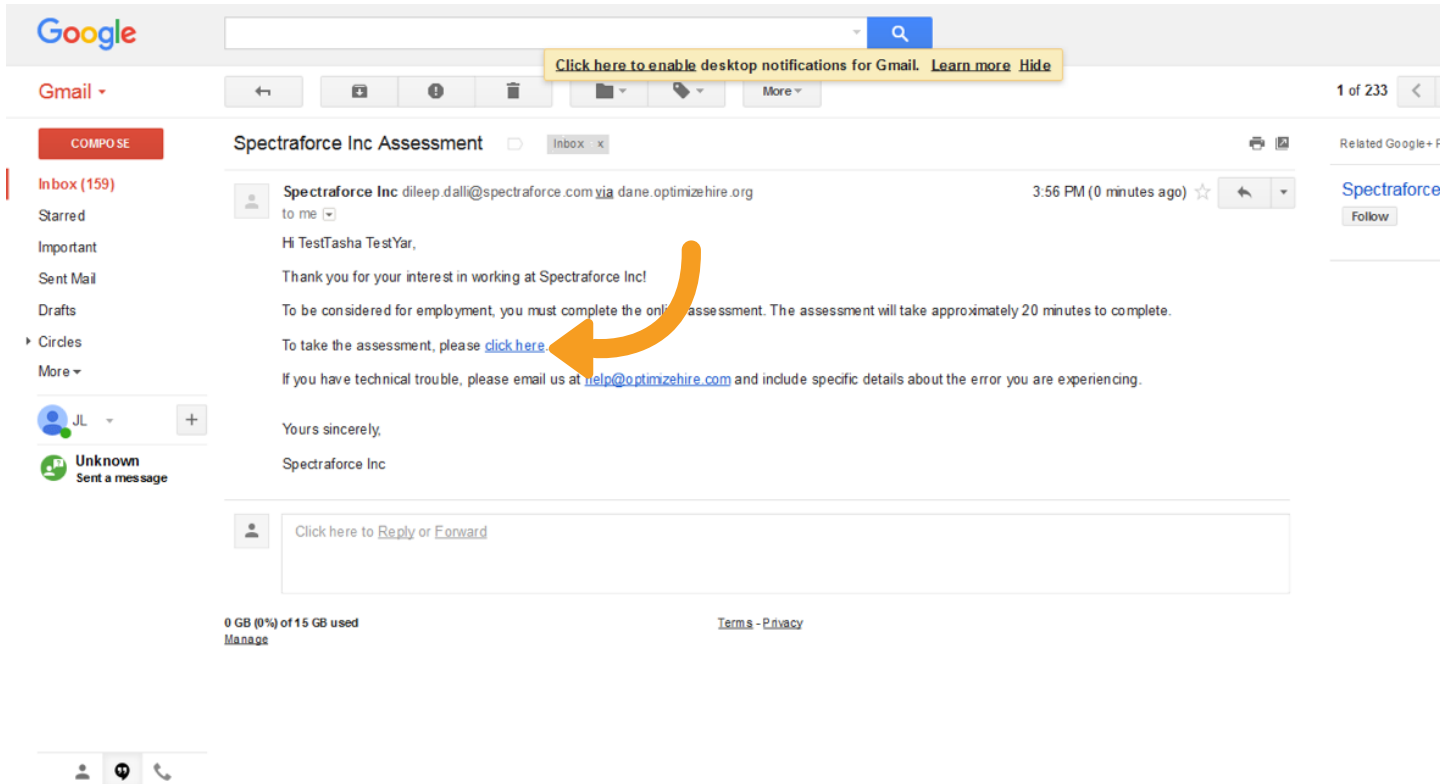 Google
Click here to enable desktop notifications for Gmail. Learn more Hide
Gmail
More
1 of 233
COMPOSE
Spectraforce Inc Assessment
Inbox x
Related Google+
Inbox (159)
Spectraforce Inc dileep.dalli@spectraforce.com via dane.optimizehire.org
3:56 PM (0 minutes ago)
Spectraforce
Starred
to me
Follow
Important
Hi TestTasha TestYar,
Sent Mail
Thank you for your interest in working at Spectraforce Inc!
Drafts
To be considered for employment, you must complete the online assessment. The assessment will take approximately 20 minutes to complete.
Circles
To take the assessment, please click here.
More
If you have technical trouble, please email us at help@optimizehire.com and include specific details about the error you are experiencing.
JL
+
Yours sincerely,
Unknown
Spectraforce Inc
Sent a message
Click here to Reply or Forward
0 GB (0%) of 15 GB used
Terms - Privacy
Manage